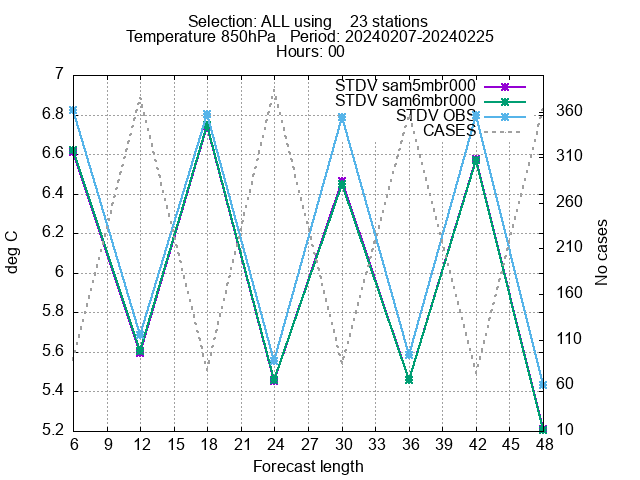 Selection: ALL using 23 stations
Temperature 850hPa Period: 20240207-20240225
Hours: 00
STDV sam5mbr000
STDV sam6mbr000
STDV OBS
CASES
7
6.8
6.6
6.4
6.2
6
5.8
5.6
5.4
5.2
deg C
360
310
260
210
160
110
60
10
No cases
6 9 12 15 18 21 24 27 30 33 36 39 42 45 48
Forecast length